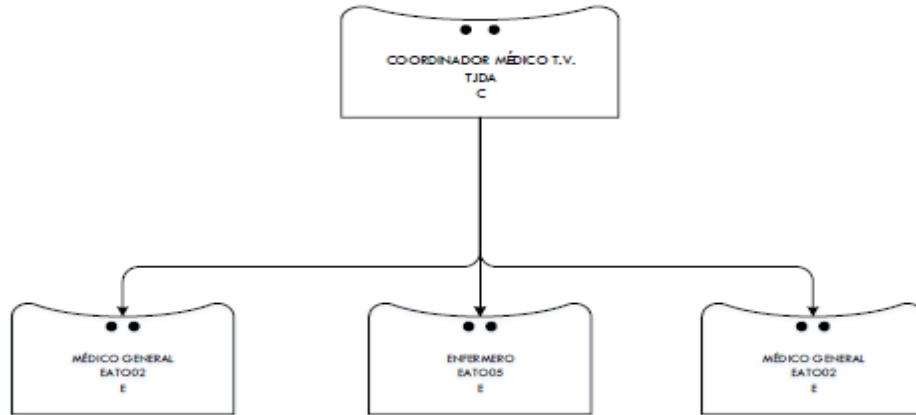 COORDINADOR MÉDICO T.V.
TJDA
C
MÉDICO GENERAL
EATO02
E
ENFERMERO
EATO05
E
MÉDICO GENERAL
EATO02
E